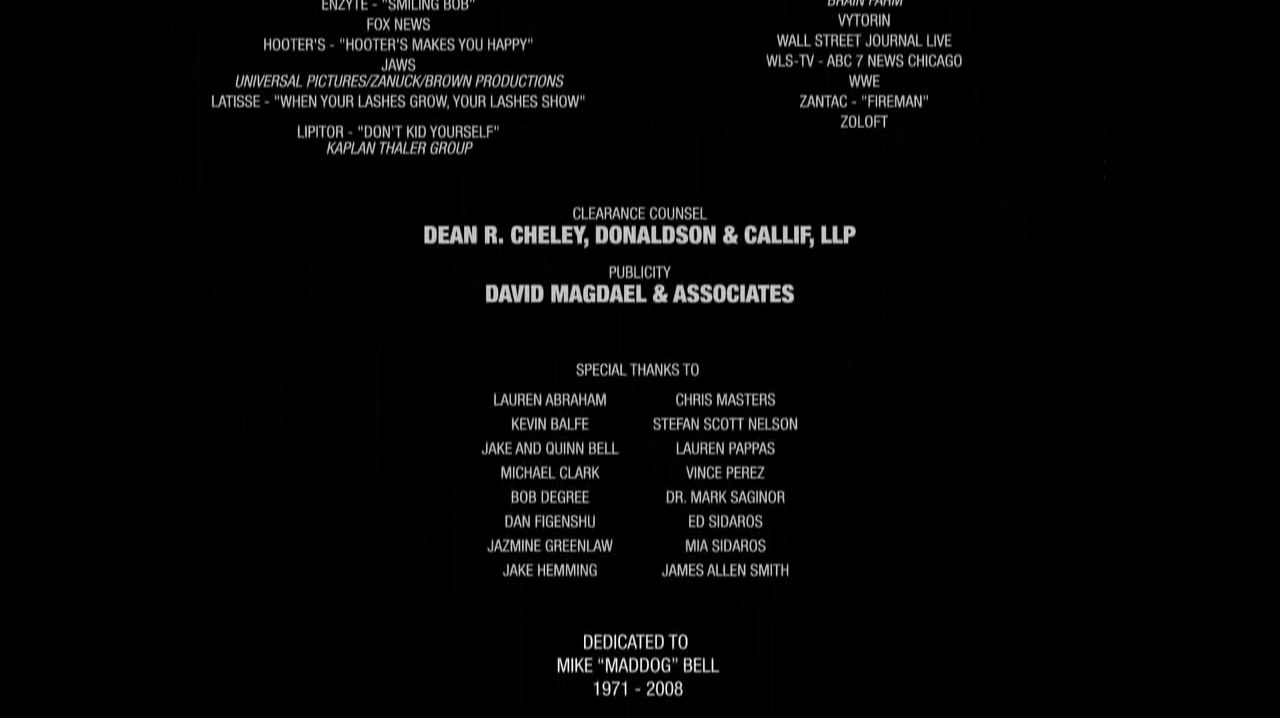 ENZYTE - "SMILING BOB"
FOX NEWS
HOOTER'S - "HOOTER'S MAKES YOU HAPPY"
JAWS
UNIVERSAL PICTURES/ZANUCK/BROWN PRODUCTIONS
LATISSE - "WHEN YOUR LASHES GROW, YOUR LASHES SHOW"
LIPITOR - "DON'T KID YOURSELF"
KAPLAN THALER GROUP
BRAIN FARM
VYTORIN
WALL STREET JOURNAL LIVE
WLS-TV - ABC 7 NEWS CHICAGO
WWE
ZANTAC - "FIREMAN"
ZOLOFT
CLEARANCE COUNSEL
DEAN R. CHELEY, DONALDSON & CALLIF, LLP
PUBLICITY
DAVID MAGDAEL & ASSOCIATES
SPECIAL THANKS TO
LAUREN ABRAHAM
KEVIN BALFE
JAKE AND QUINN BELL
MICHAEL CLARK
BOB DEGREE
DAN FIGENSHU
JAZMINE GREENLAW
JAKE HEMMING
CHRIS MASTERS
STEFAN SCOTT NELSON
LAUREN PAPPAS
VINCE PEREZ
DR. MARK SAGINOR
ED SIDAROS
MIA SIDAROS
JAMES ALLEN SMITH
DEDICATED TO
MIKE “MADDOG” BELL
1971 - 2008